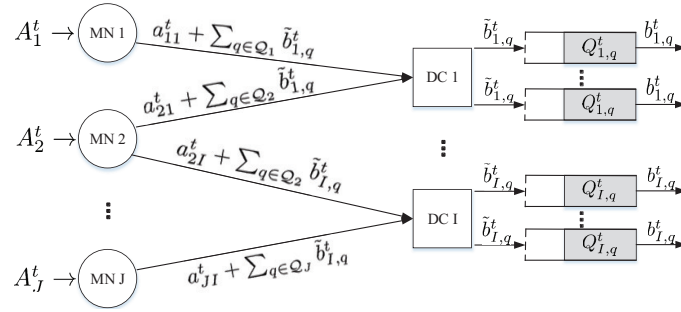 A_1^t
MN 1
a_{11}^t + \sum_{q \in \mathcal{Q}_1} \tilde{b}_{1,q}^t
a_{21}^t + \sum_{q \in \mathcal{Q}_2} \tilde{b}_{1,q}^t
DC 1
\tilde{b}_{1,q}^t
Q_{1,q}^t
b_{1,q}^t
\tilde{b}_{1,q}^t
Q_{1,q}^t
b_{1,q}^t
A_2^t
MN 2
a_{2I}^t + \sum_{q \in \mathcal{Q}_2} \tilde{b}_{I,q}^t
DC I
\tilde{b}_{I,q}^t
Q_{I,q}^t
b_{I,q}^t
\tilde{b}_{I,q}^t
Q_{I,q}^t
b_{I,q}^t
A_J^t
MN J
a_{JI}^t + \sum_{q \in \mathcal{Q}_J} \tilde{b}_{I,q}^t